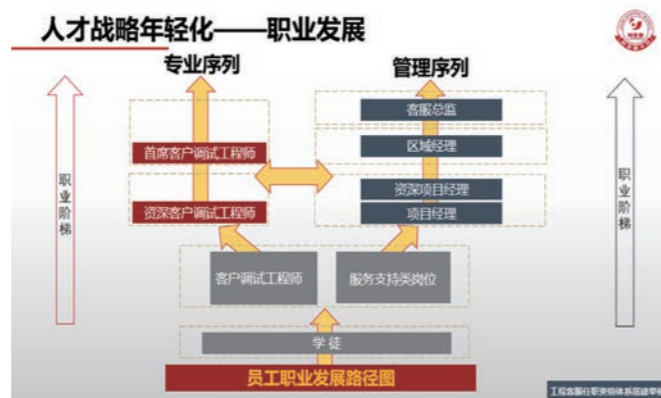 人才战略年轻化——职业发展
专业序列
管理序列
客服总监
首席客户调试工程师
区域经理
资深项目经理
资深客户调试工程师
项目经理
职业阶梯
职业阶梯
客户调试工程师
服务支持类岗位
学徒
员工职业发展路径图